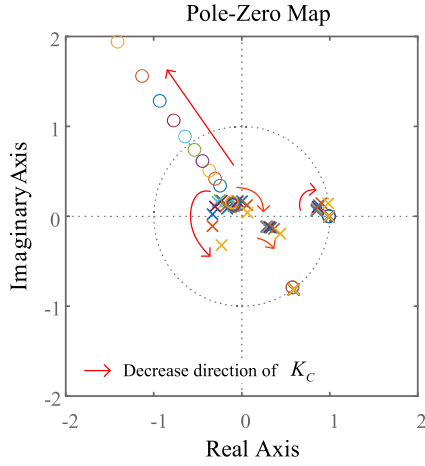 Pole-Zero Map
2
1
0
-1
-2
Imaginary Axis
Decrease direction of K_C
-2
-1
0
1
2
Real Axis